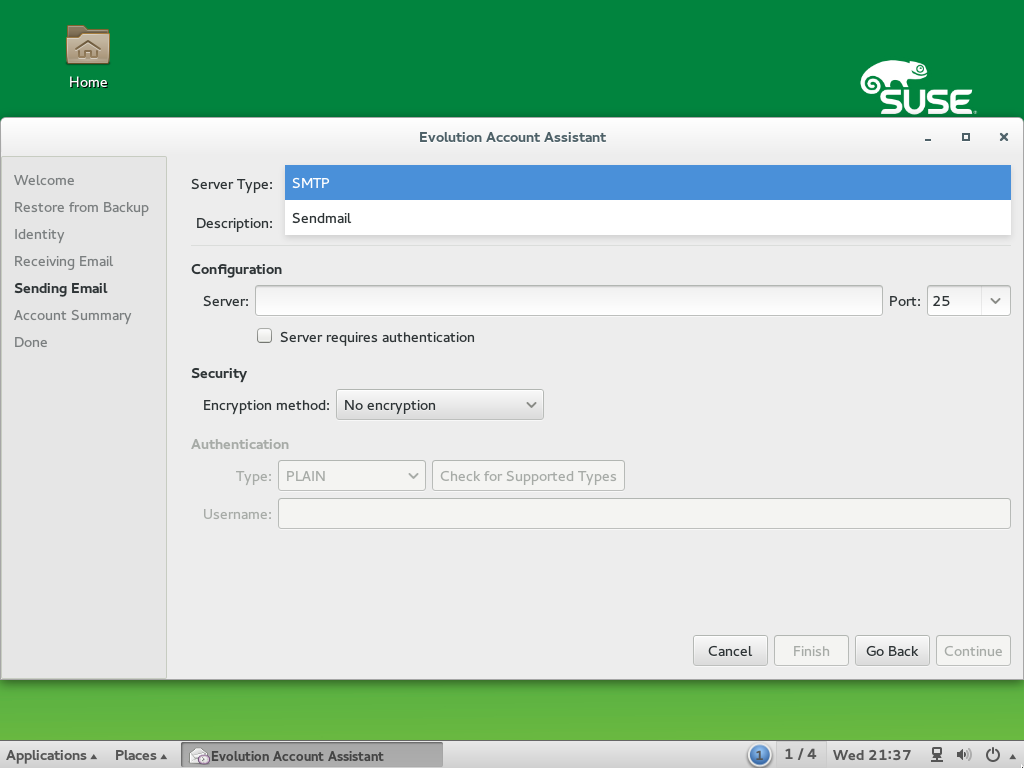 Home
SUSE
Evolution Account Assistant
Welcome
Restore from Backup
Identity
Receiving Email
Sending Email
Account Summary
Done
Server Type:
SMTP
Sendmail
Description:
Configuration
Server:
Port: 25
Server requires authentication
Security
Encryption method: No encryption
Authentication
Type: PLAIN Check for Supported Types
Username:
Cancel Finish Go Back Continue
Applications Places Evolution Account Assistant 1 1 / 4 Wed 21:37